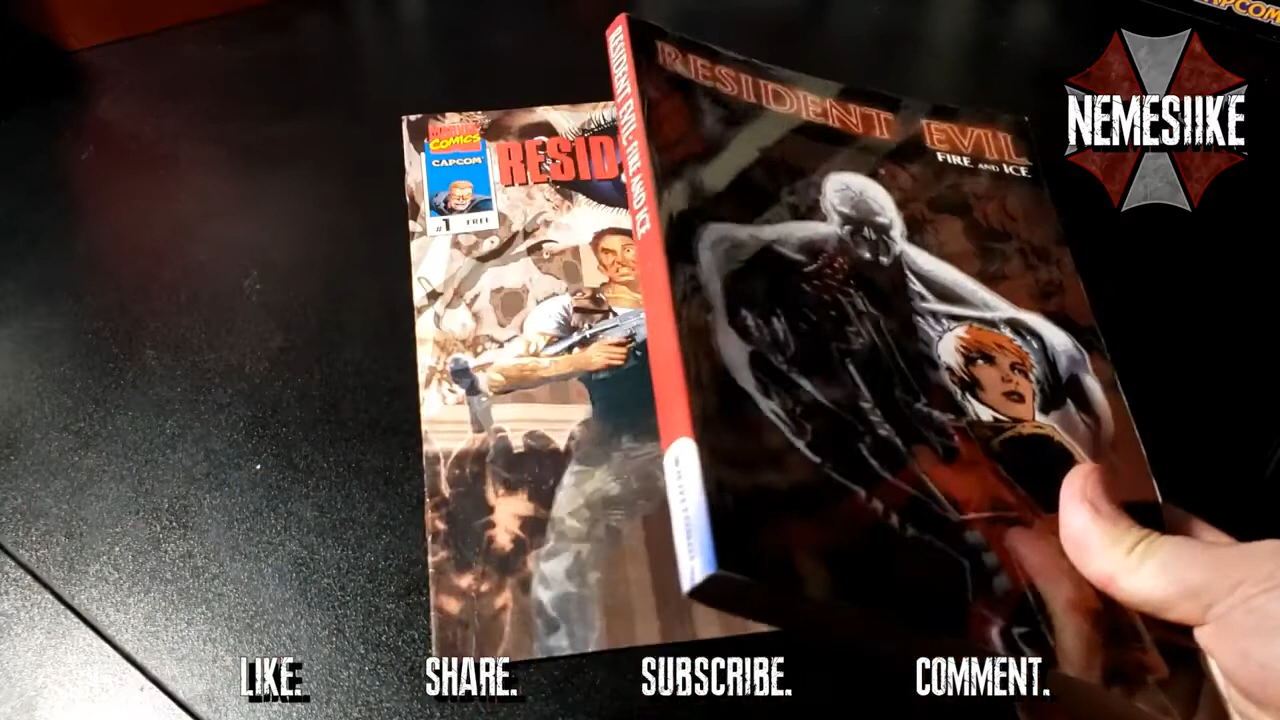 CAPCOM
NEMESIIKE
MARVEL
COMICS
CAPCOM
#1 FREE
RESID
RESIDENT EVIL: FIRE AND ICE
RESIDENT EVIL
FIRE AND ICE
LIKE. SHARE. SUBSCRIBE. COMMENT.